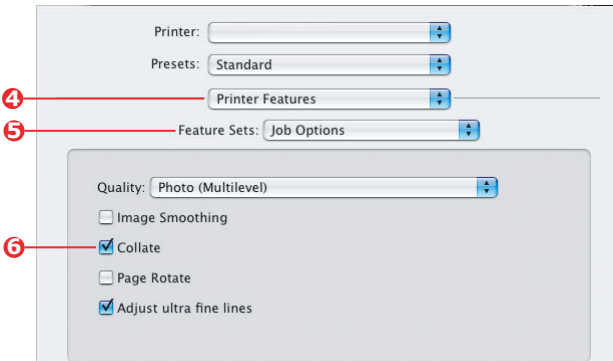 Printer:
Presets: Standard
4 Printer Features
5 Feature Sets: Job Options
Quality: Photo (Multilevel)
Image Smoothing
6 Collate
Page Rotate
Adjust ultra fine lines